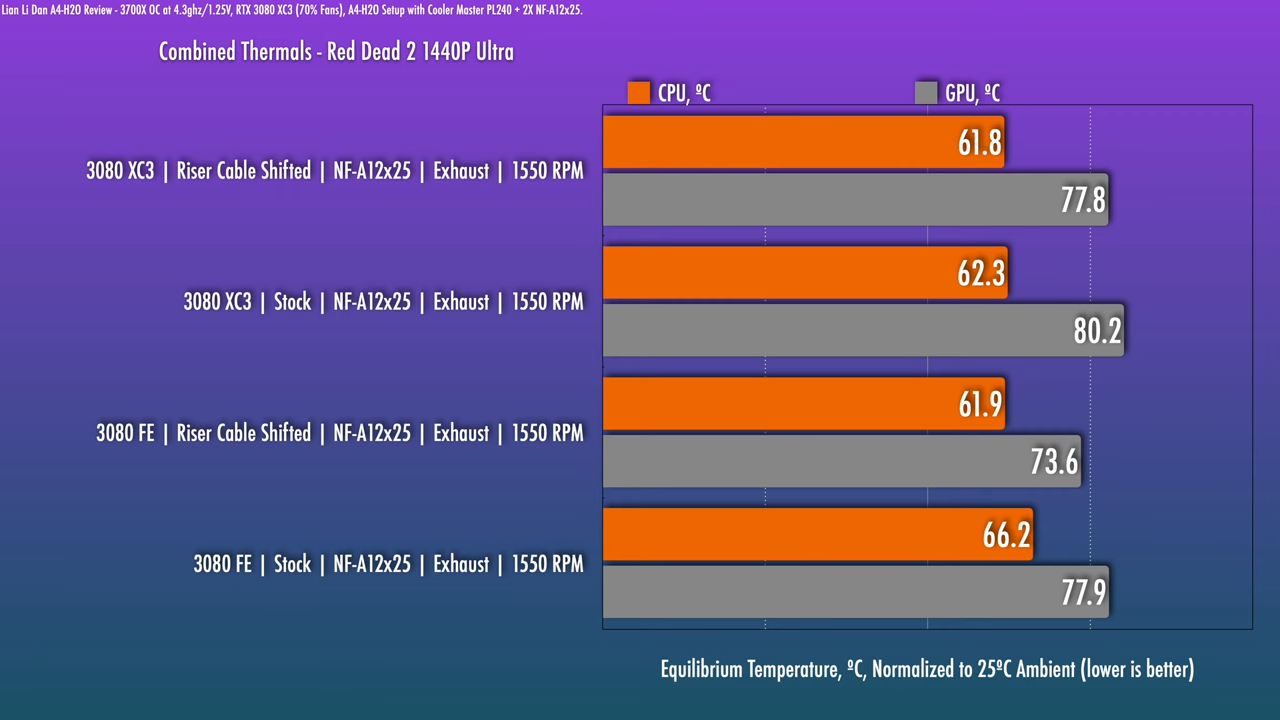 Lian Li Dan A4-H2O Review - 3700X OC at 4.3ghz/1.25V, RTX 3080 XC3 (70% Fans), A4-H2O Setup with Cooler Master PL240 + 2X NF-A12x25.
Combined Thermals - Red Dead 2 1440P Ultra
CPU, ºC
GPU, ºC
3080 XC3 | Riser Cable Shifted | NF-A12x25 | Exhaust | 1550 RPM
61.8
77.8
3080 XC3 | Stock | NF-A12x25 | Exhaust | 1550 RPM
62.3
80.2
3080 FE | Riser Cable Shifted | NF-A12x25 | Exhaust | 1550 RPM
61.9
73.6
3080 FE | Stock | NF-A12x25 | Exhaust | 1550 RPM
66.2
77.9
Equilibrium Temperature, ºC, Normalized to 25ºC Ambient (lower is better)